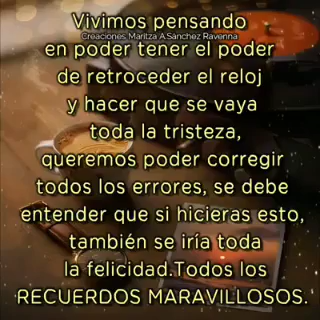 Vivimos pensando
Creaciones Maritza A.Sánchez Ravenna
en poder tener el poder
de retroceder el reloj
y hacer que se vaya
toda la tristeza,
queremos poder corregir
todos los errores, se debe
entender que si hicieras esto,
también se iría toda
la felicidad.Todos los
RECUERDOS MARAVILLOSOS.